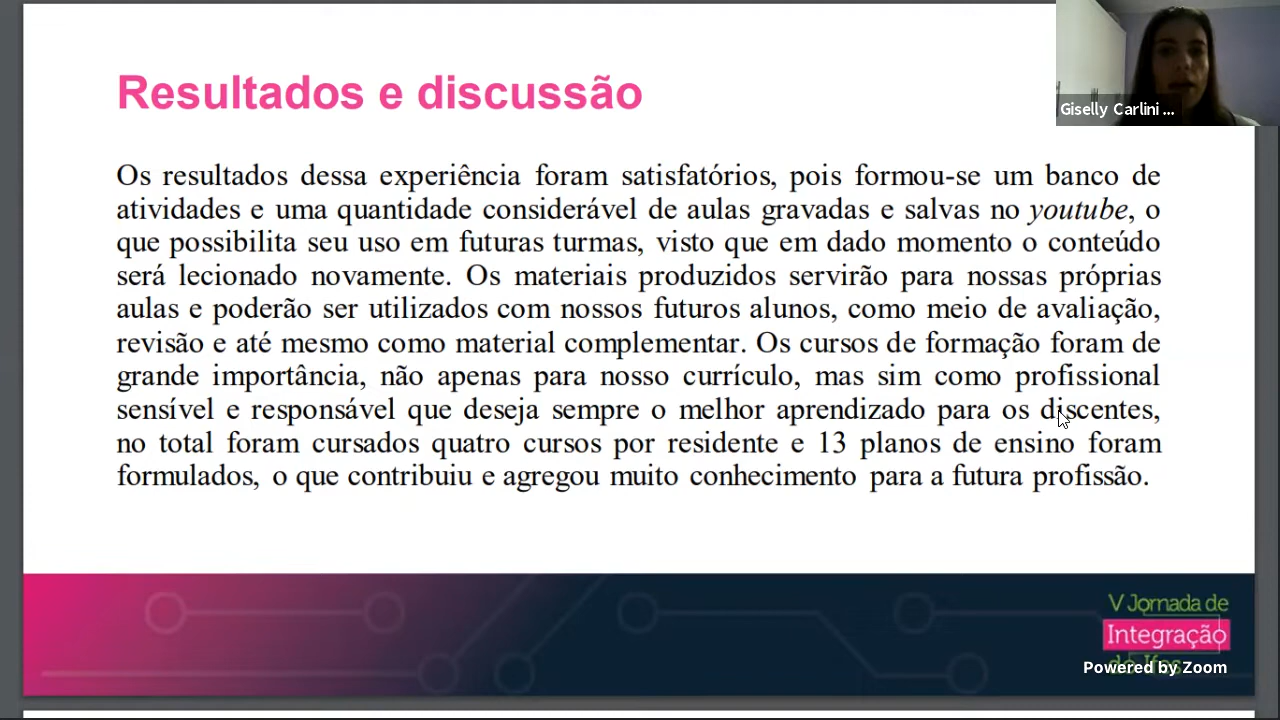 Resultados e discussão
Giselly Carlini ...
Os resultados dessa experiência foram satisfatórios, pois formou-se um banco de
atividades e uma quantidade considerável de aulas gravadas e salvas no youtube, o
que possibilita seu uso em futuras turmas, visto que em dado momento o conteúdo
será lecionado novamente. Os materiais produzidos servirão para nossas próprias
aulas e poderão ser utilizados com nossos futuros alunos, como meio de avaliação,
revisão e até mesmo como material complementar. Os cursos de formação foram de
grande importância, não apenas para nosso currículo, mas sim como profissional
sensível e responsável que deseja sempre o melhor aprendizado para os discentes,
no total foram cursados quatro cursos por residente e 13 planos de ensino foram
formulados, o que contribuiu e agregou muito conhecimento para a futura profissão.
V Jornada de
Integração
do Ifes
Powered by Zoom